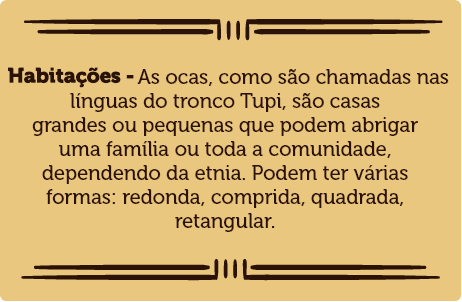 Habitações - As ocas, como são chamadas nas
línguas do tronco Tupi, são casas
grandes ou pequenas que podem abrigar
uma família ou toda a comunidade,
dependendo da etnia. Podem ter várias
formas: redonda, comprida, quadrada,
retangular.